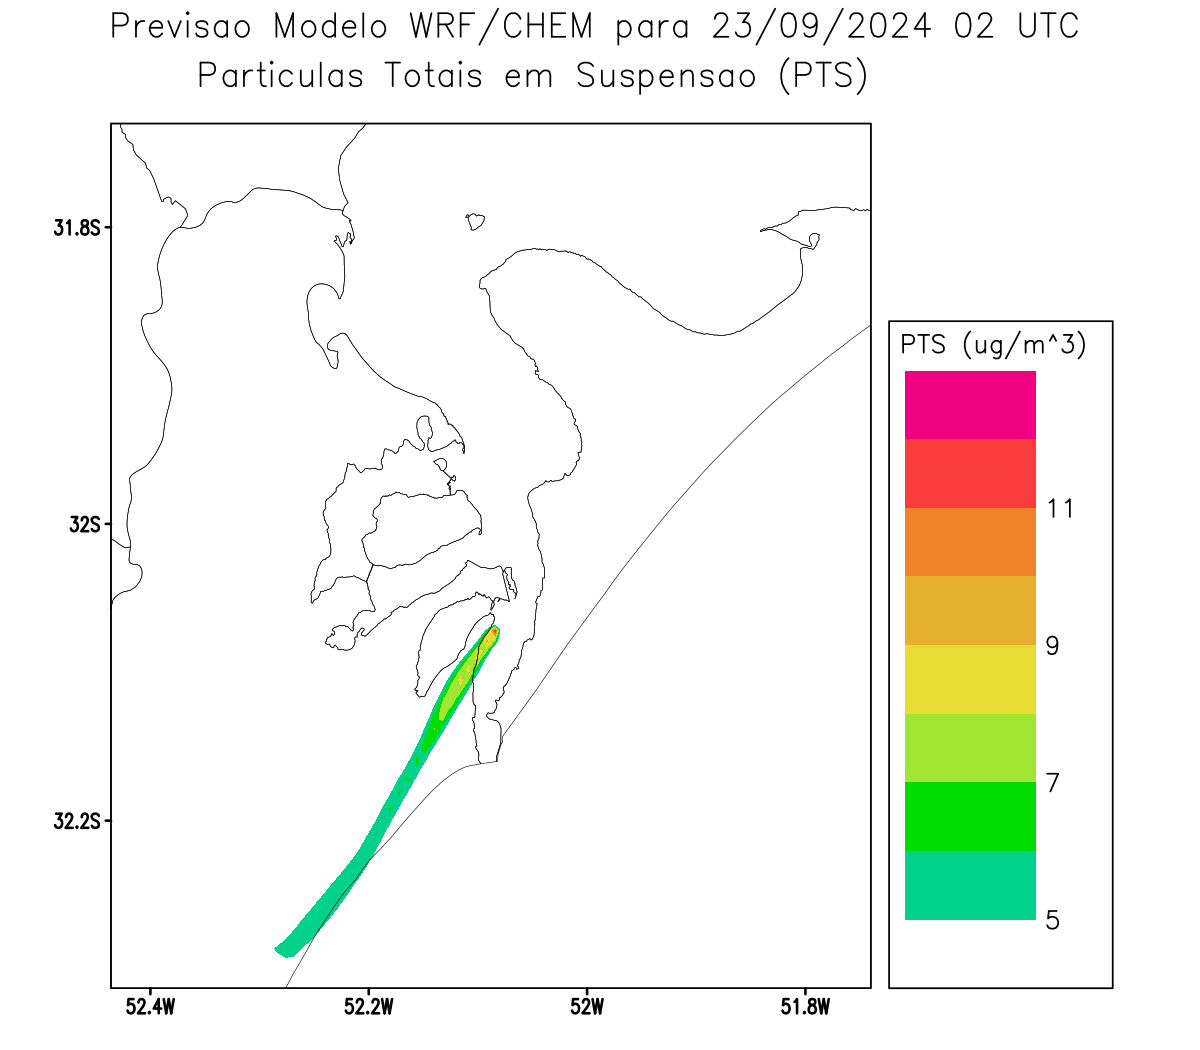 Previsao Modelo WRF/CHEM para 23/09/2024 02 UTC
Particulas Totais em Suspensao (PTS)
31.8S
32S
32.2S
52.4W
52.2W
52W
51.8W
PTS (ug/m^3)
11
9
7
5